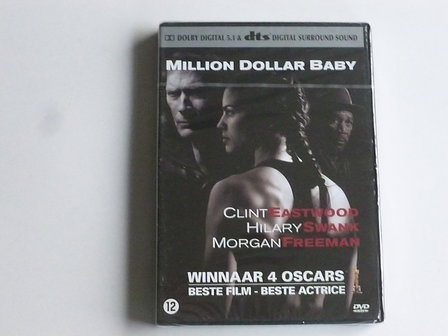 DOLBY DIGITAL 5.1 & dts DIGITAL SURROUND SOUND
MILLION DOLLAR BABY
CLINT EASTWOOD
HILARY SWANK
MORGAN FREEMAN
WINNAAR 4 OSCARS
BESTE FILM - BESTE ACTRICE
12
DVD